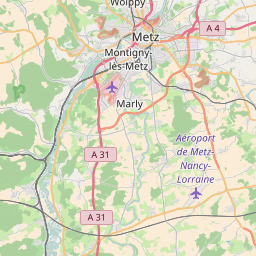 Woippy
Metz
A 4
Montigny-
lès-Metz
Marly
Aéroport
de Metz-
Nancy-
Lorraine
A 31
A 31